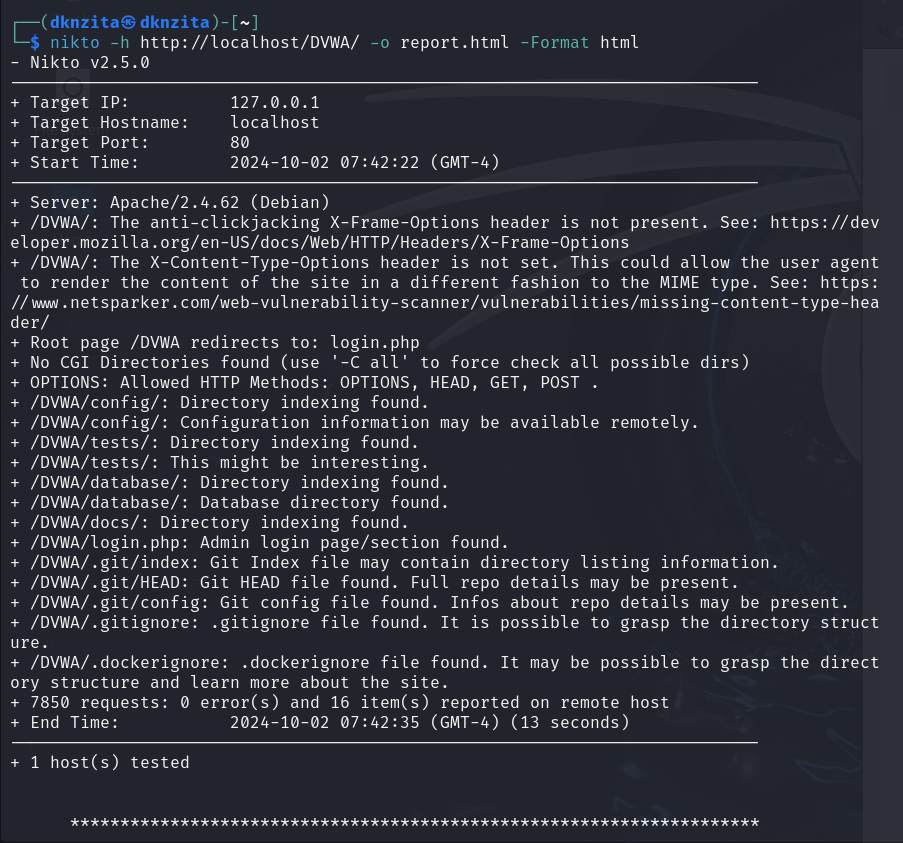 ┌──(dknzita㉿dknzita)-[~]
└─$ nikto -h http://localhost/DVWA/ -o report.html -Format html
- Nikto v2.5.0
---------------------------------------------------------------------------
+ Target IP:          127.0.0.1
+ Target Hostname:    localhost
+ Target Port:        80
+ Start Time:         2024-10-02 07:42:22 (GMT-4)
---------------------------------------------------------------------------
+ Server: Apache/2.4.62 (Debian)
+ /DVWA/: The anti-clickjacking X-Frame-Options header is not present. See: https://dev
eloper.mozilla.org/en-US/docs/Web/HTTP/Headers/X-Frame-Options
+ /DVWA/: The X-Content-Type-Options header is not set. This could allow the user agent
 to render the content of the site in a different fashion to the MIME type. See: https:
//www.netsparker.com/web-vulnerability-scanner/vulnerabilities/missing-content-type-hea
der/
+ Root page /DVWA redirects to: login.php
+ No CGI Directories found (use '-C all' to force check all possible dirs)
+ OPTIONS: Allowed HTTP Methods: OPTIONS, HEAD, GET, POST .
+ /DVWA/config/: Directory indexing found.
+ /DVWA/config/: Configuration information may be available remotely.
+ /DVWA/tests/: Directory indexing found.
+ /DVWA/tests/: This might be interesting.
+ /DVWA/database/: Directory indexing found.
+ /DVWA/database/: Database directory found.
+ /DVWA/docs/: Directory indexing found.
+ /DVWA/login.php: Admin login page/section found.
+ /DVWA/.git/index: Git Index file may contain directory listing information.
+ /DVWA/.git/HEAD: Git HEAD file found. Full repo details may be present.
+ /DVWA/.git/config: Git config file found. Infos about repo details may be present.
+ /DVWA/.gitignore: .gitignore file found. It is possible to grasp the directory struct
ure.
+ /DVWA/.dockerignore: .dockerignore file found. It may be possible to grasp the direct
ory structure and learn more about the site.
+ 7850 requests: 0 error(s) and 16 item(s) reported on remote host
+ End Time:           2024-10-02 07:42:35 (GMT-4) (13 seconds)
---------------------------------------------------------------------------
+ 1 host(s) tested
      *********************************************************************